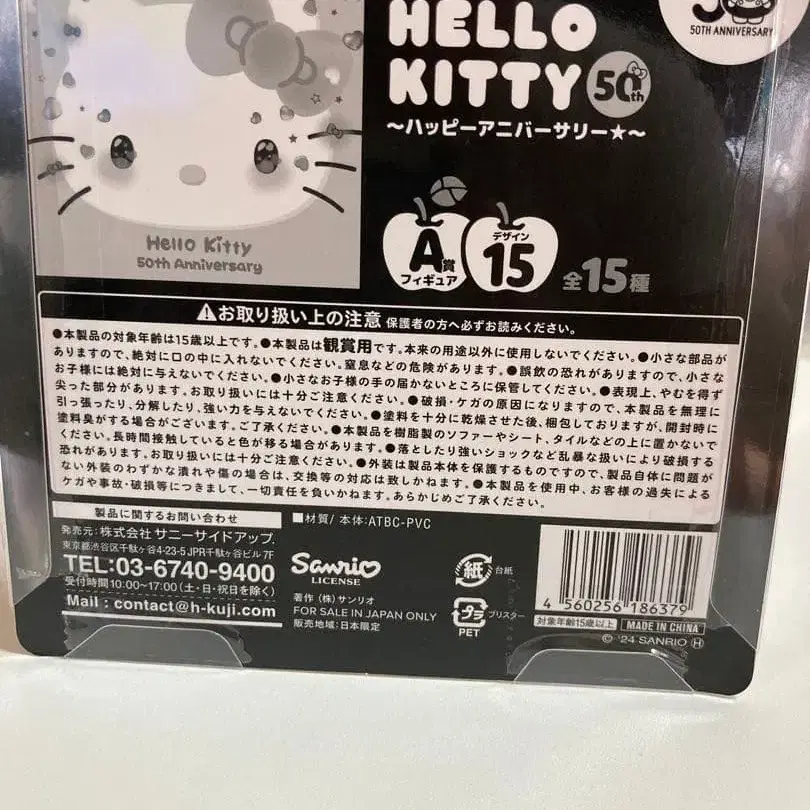 HELLO
KITTY 50th
50TH ANNIVERSARY
～ハッピーアニバーサリー★～
Hello Kitty
50th Anniversary
A賞
フィギュア
デザイン
15
全15種
⚠お取り扱い上の注意 保護者の方へ必ずお読みください。
●本製品の対象年齢は15歳以上です。●本製品は観賞用です。本来の用途以外に使用しないでください。●小さな部品が
ありますので、絶対に口の中に入れないでください。窒息などの危険があります。●誤飲の恐れがありますので、小さな
お子様には絶対に与えないでください。●小さなお子様の手の届かないところに保管してください。●表現上、やむを得ず
尖った部分があります。お取り扱いには十分ご注意ください。●破損・ケガの原因になりますので、本製品を無理に
引っ張ったり、分解したり、強い力を与えないでください。●塗料を十分に乾燥させた後、梱包しておりますが、開封時に
塗料臭がする場合がございます。ご了承ください。●本製品を樹脂製のソファーやシート、タイルなどの上に置かないで
ください。長時間接触していると色が移る場合があります。●落としたり強いショックなど乱暴な扱いにより破損する
恐れがあります。お取り扱いには十分ご注意ください。●外装は製品本体を保護するものですので、製品自体に問題が
ない外装のわずかな潰れや傷の場合は、交換等の対応は致しかねます。●本製品を使用中、お客様の過失による
ケガや事故・破損等につきまして、一切責任を負いかねます。あらかじめご了承ください。
製品に関するお問い合わせ
発売元:株式会社 サニーサイドアップ
東京都渋谷区千駄ヶ谷4-23-5 JPR千駄ヶ谷ビル 7F
TEL:03-6740-9400
受付時間 10:00~17:00(土・日・祝日を除く)
Mail : contact@h-kuji.com
■材質/ 本体:ATBC-PVC
Sanrio
LICENSE
著作 (株) サンリオ
FOR SALE IN JAPAN ONLY
販売地域:日本限定
紙 台紙
プラ ブリスター
PET
4 560256 186379
対象年齢15歳以上
MADE IN CHINA
© '24 SANRIO Ⓗ